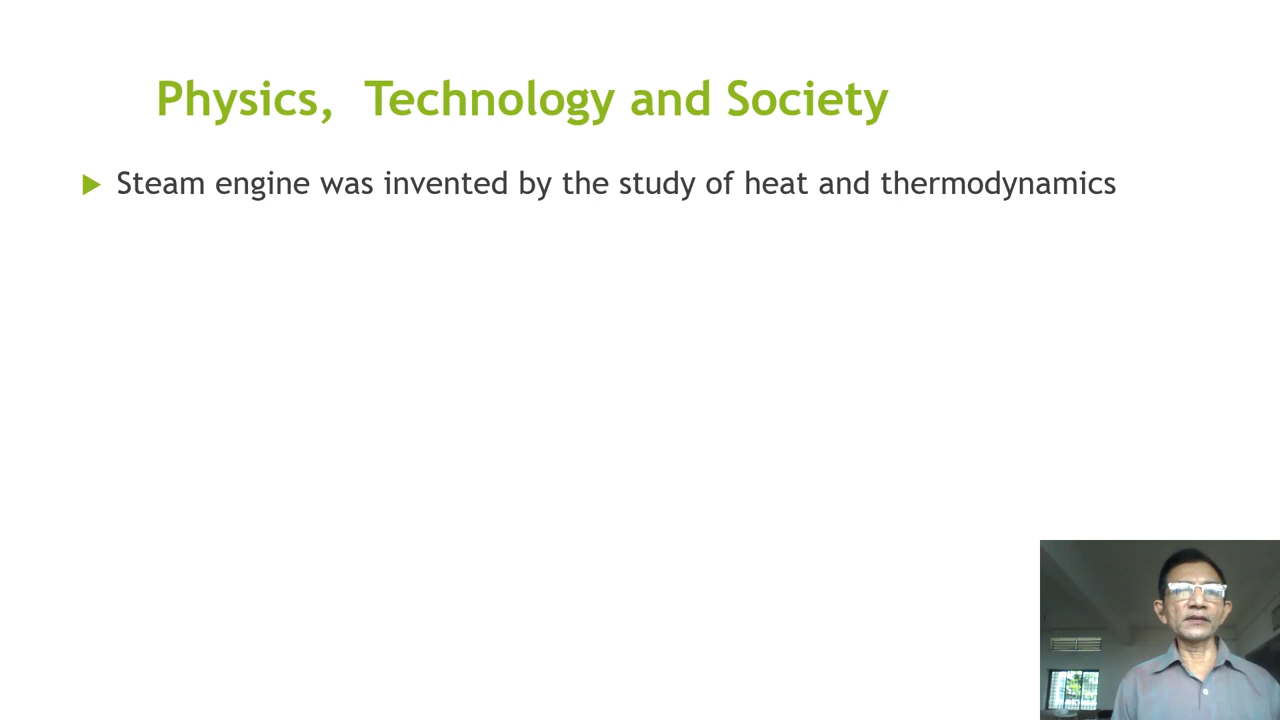 Physics,  Technology and Society
Steam engine was invented by the study of heat and thermodynamics